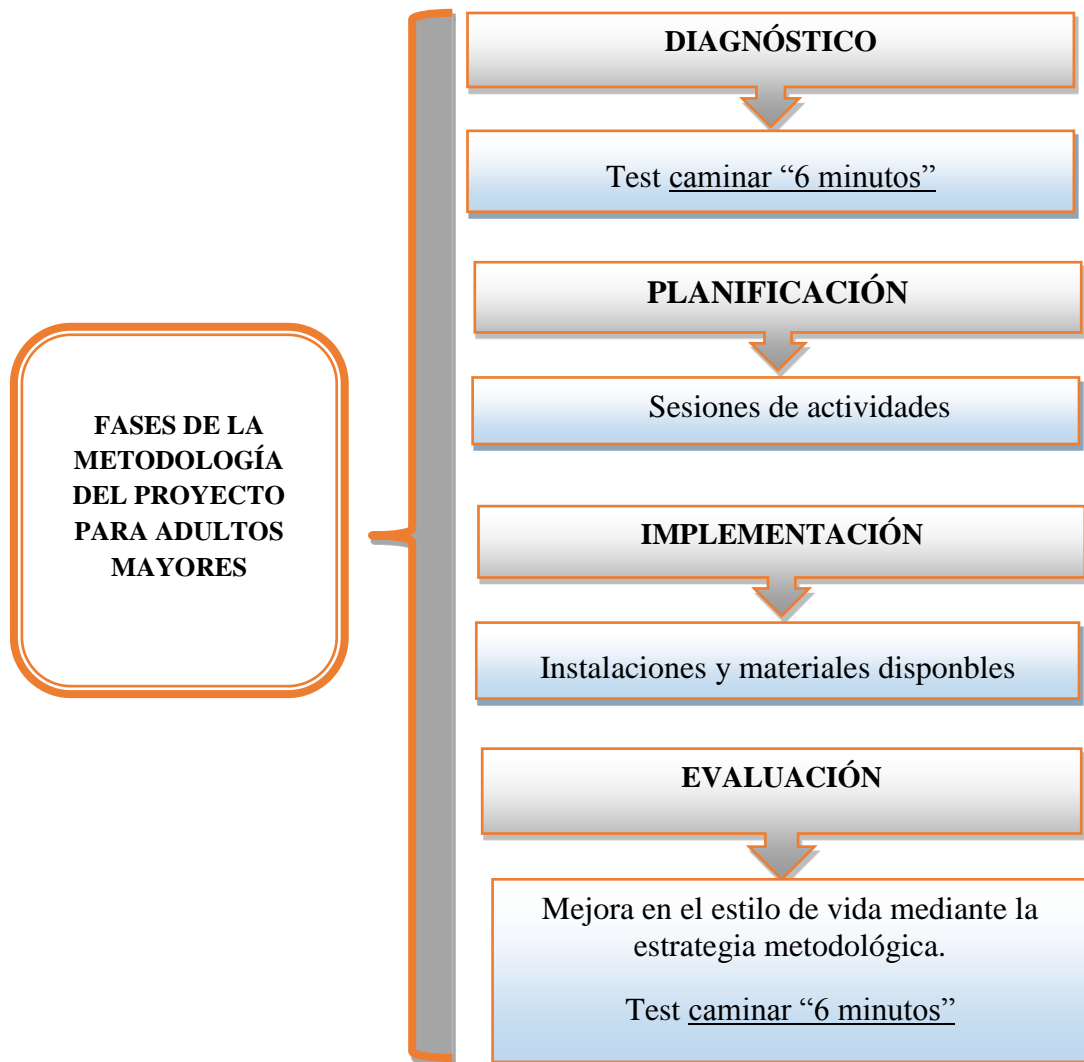 FASES DE LA
METODOLOGÍA
DEL PROYECTO
PARA ADULTOS
MAYORES
DIAGNÓSTICO
Test caminar “6 minutos”
PLANIFICACIÓN
Sesiones de actividades
IMPLEMENTACIÓN
Instalaciones y materiales disponbles
EVALUACIÓN
Mejora en el estilo de vida mediante la
estrategia metodológica.
Test caminar “6 minutos”